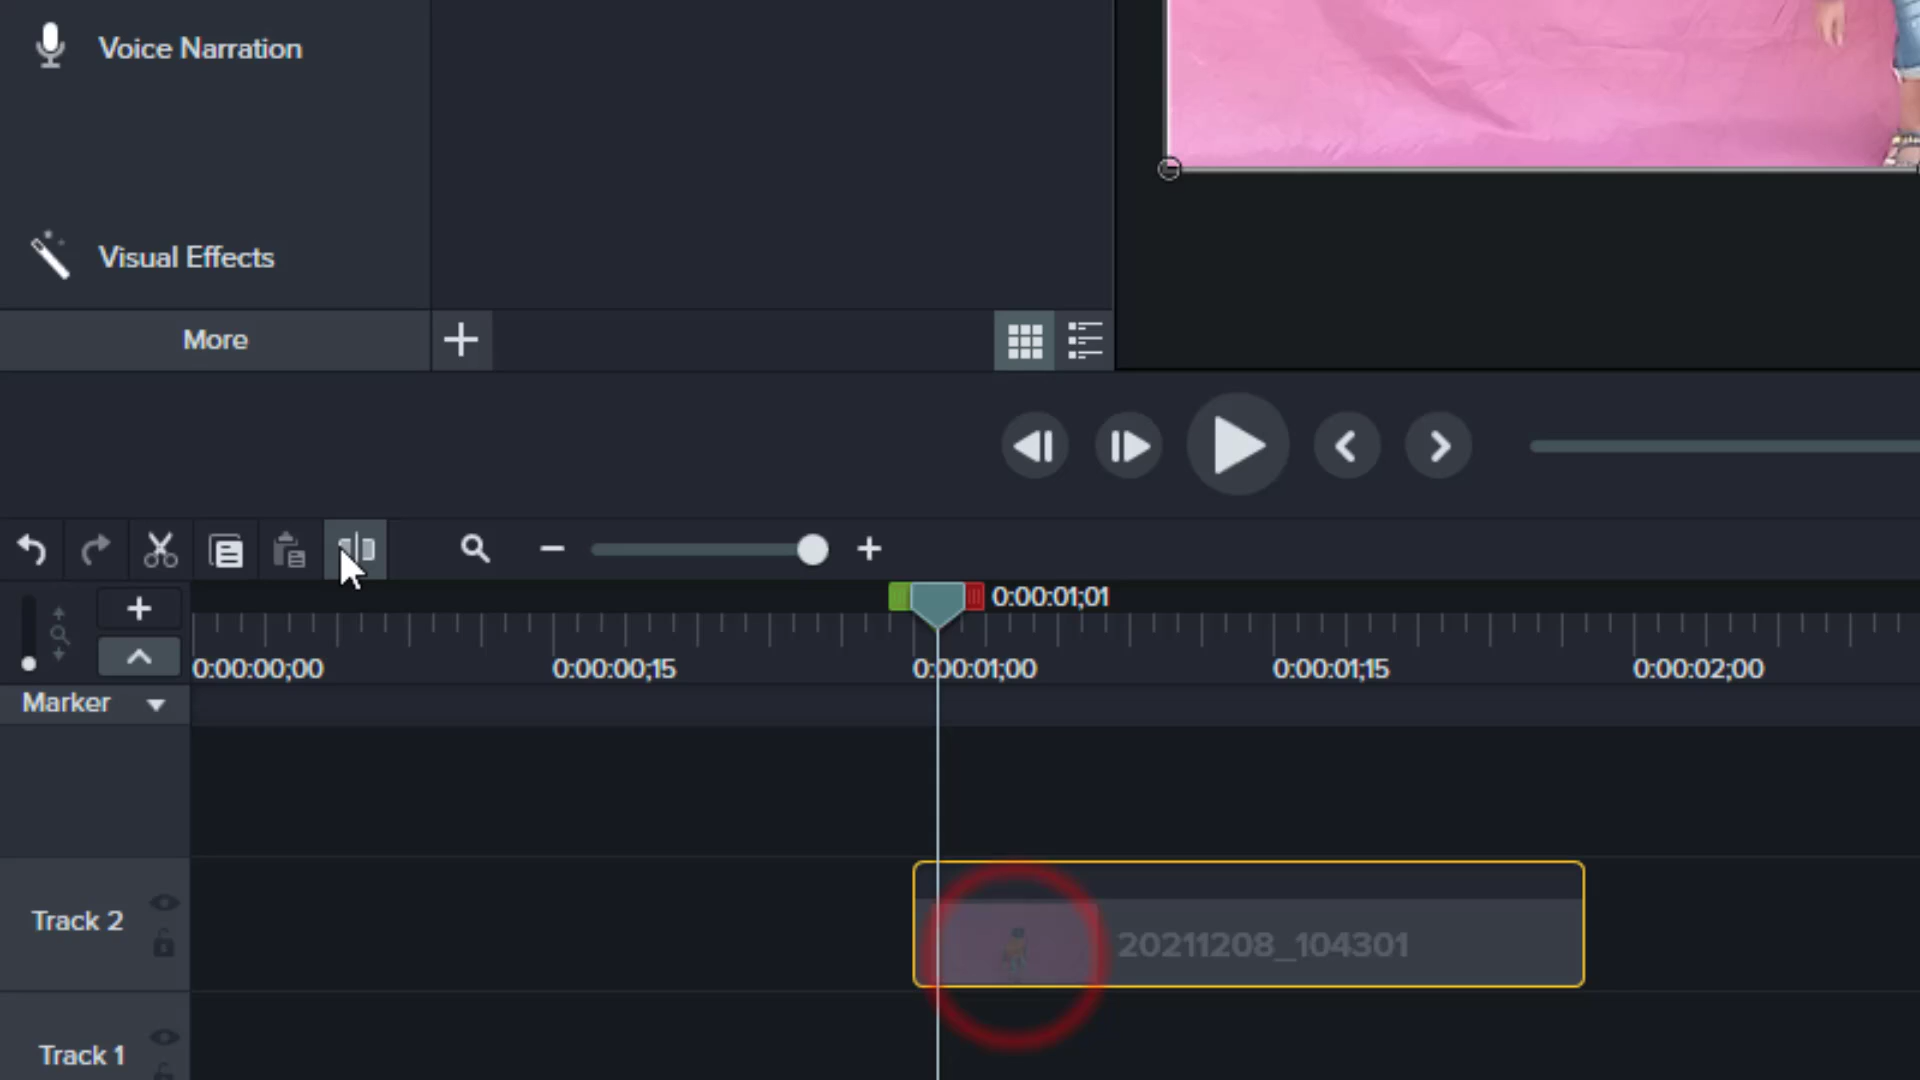 Voice Narration
Visual Effects
More
0:00:01;01
0:00:00;00
0:00:00;15
0:00:01;00
0:00:01;15
0:00:02;00
Marker
Track 2
20211208_104301
Track 1